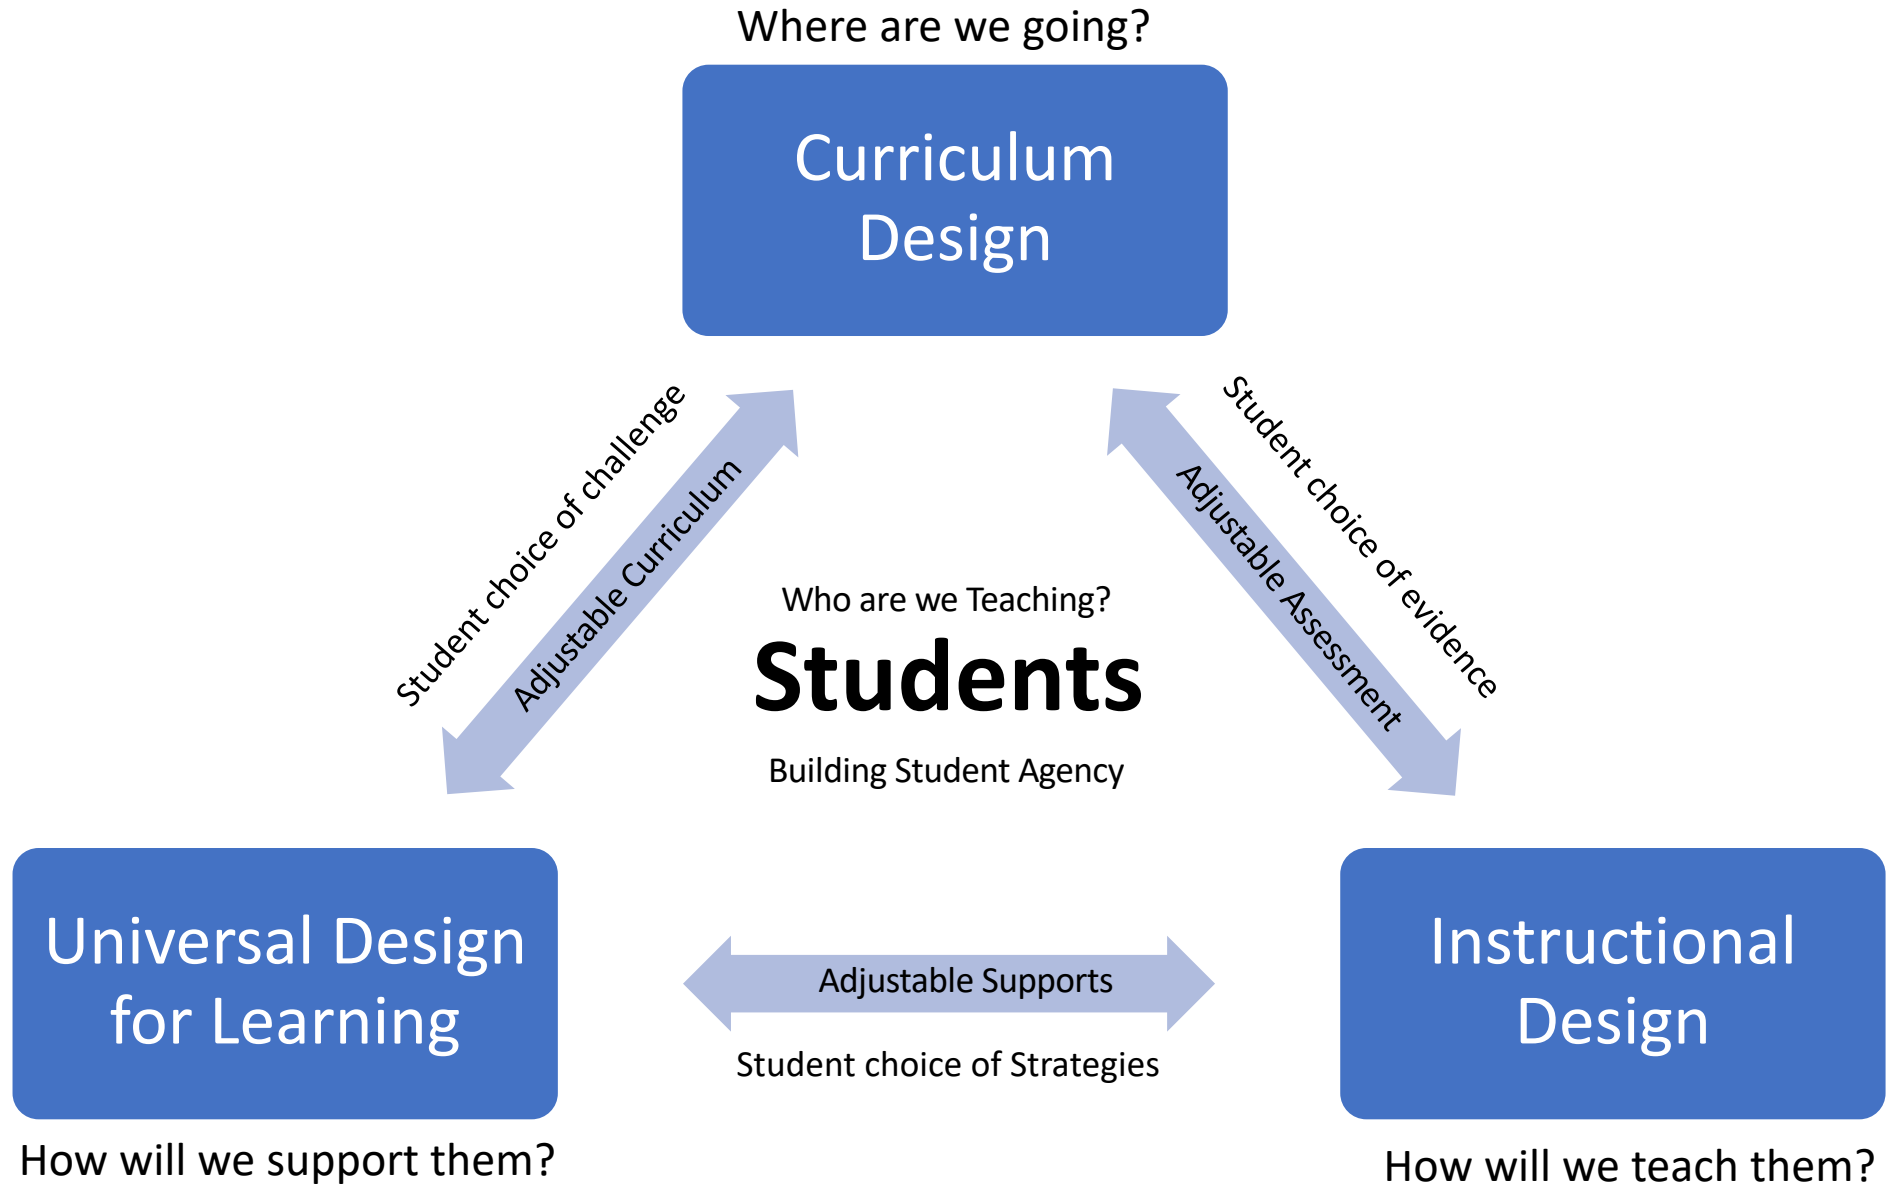 Where are we going?
Curriculum
Design
Student choice of challenge
Adjustable Curriculum
Adjustable Assessment
Student choice of evidence
Who are we Teaching?
Students
Building Student Agency
Universal Design
for Learning
Adjustable Supports
Student choice of Strategies
Instructional
Design
How will we support them?
How will we teach them?